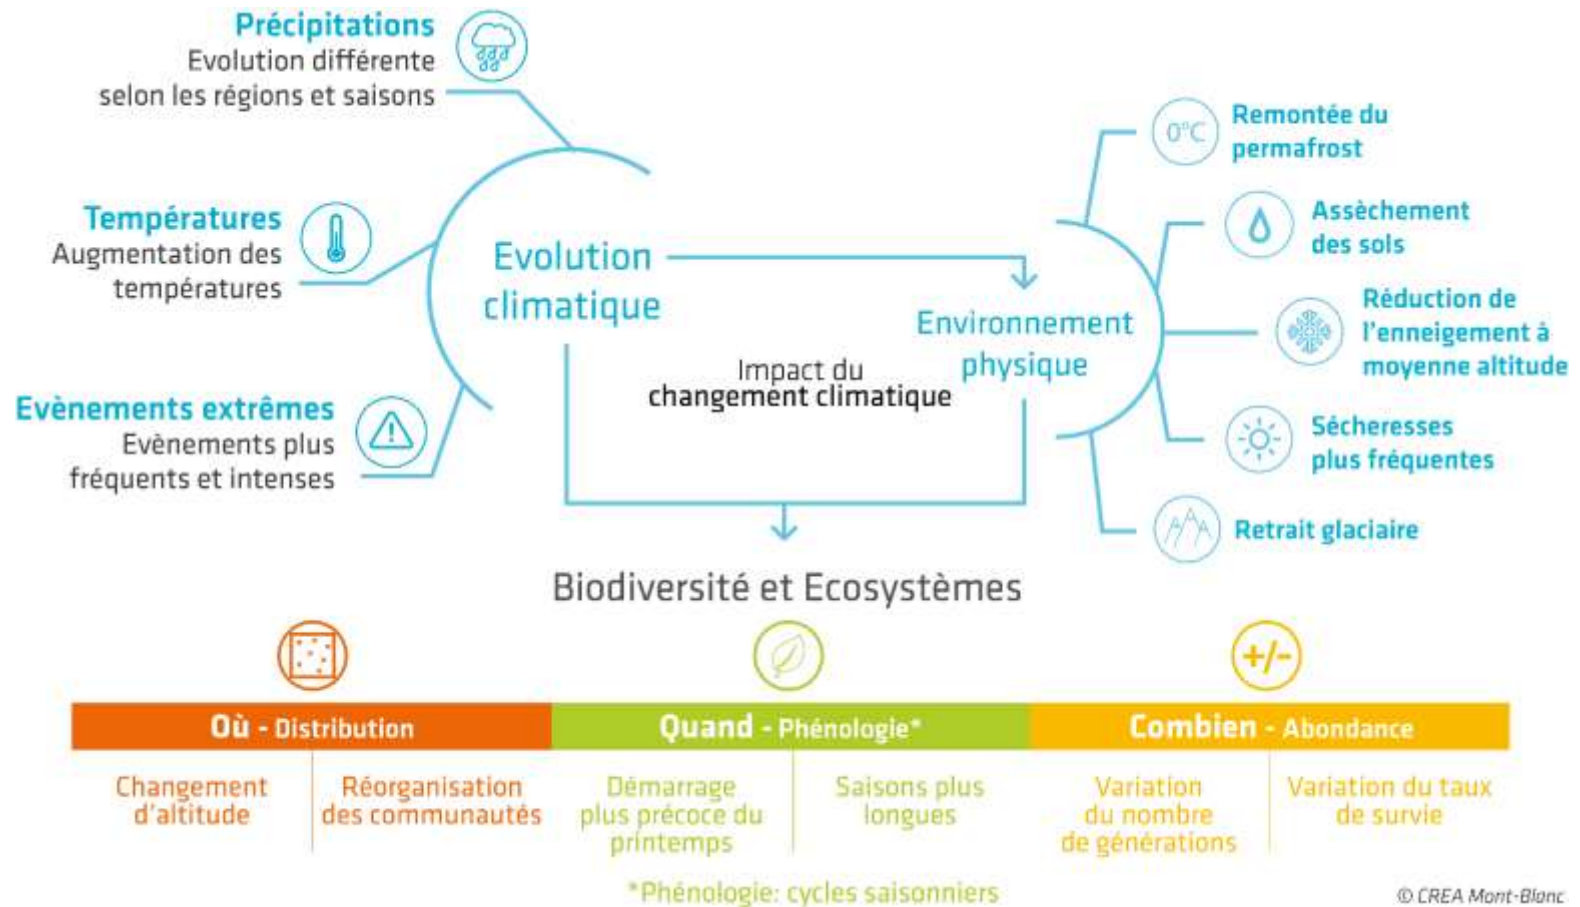 Précipitations
Evolution différente
selon les régions et saisons
Températures
Augmentation des
températures
Evènements extrêmes
Evènements plus
fréquents et intenses
Evolution
climatique
Impact du
changement climatique
Environnement
physique
0°C
Remontée du
permafrost
Assèchement
des sols
Réduction de
l'enneigement à
moyenne altitude
Sécheresses
plus fréquentes
Retrait glaciaire
Biodiversité et Ecosystèmes
+/-
Où - Distribution
Quand - Phénologie*
Combien - Abondance
Changement
d'altitude
Réorganisation
des communautés
Démarrage
plus précoce du
printemps
Saisons plus
longues
Variation
du nombre
de générations
Variation du taux
de survie
*Phénologie: cycles saisonniers
© CREA Mont-Blanc